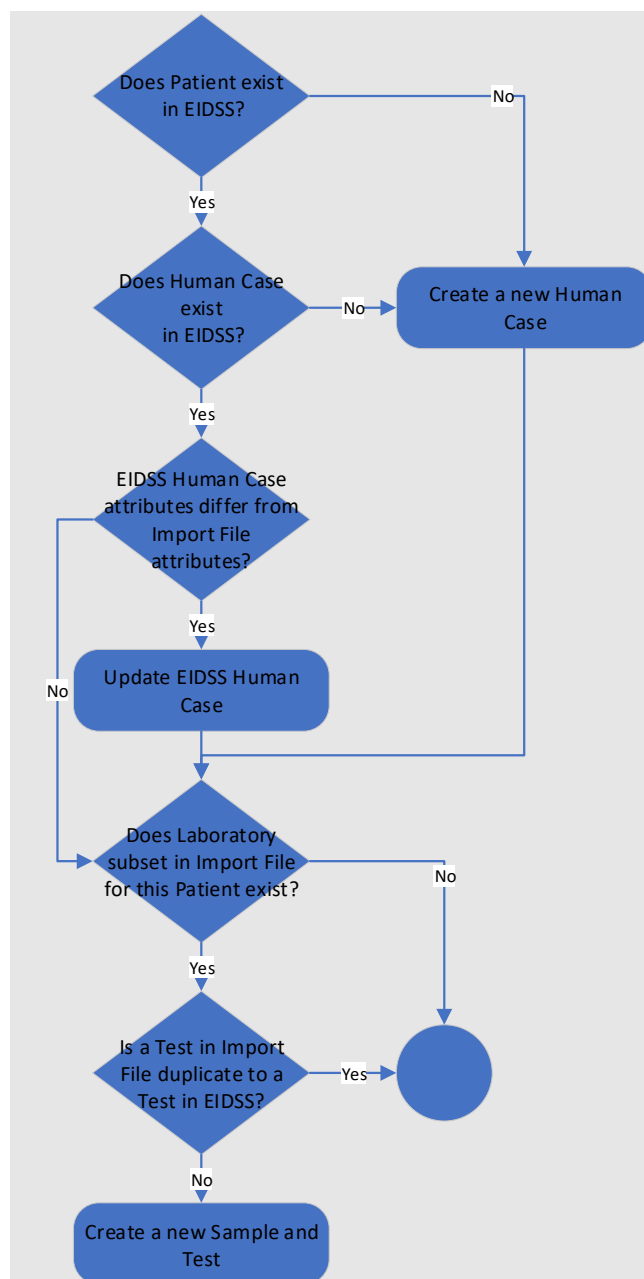 Does Patient exist
in EIDSS?
No
Yes
Does Human Case
exist
in EIDSS?
No
Create a new Human
Case
Yes
EIDSS Human Case
attributes differ from
Import File
attributes?
Yes
No
Update EIDSS Human
Case
Does Laboratory
subset in Import File
for this Patient exist?
No
Yes
Is a Test in Import
File duplicate to a
Test in EIDSS?
Yes
No
Create a new Sample and
Test